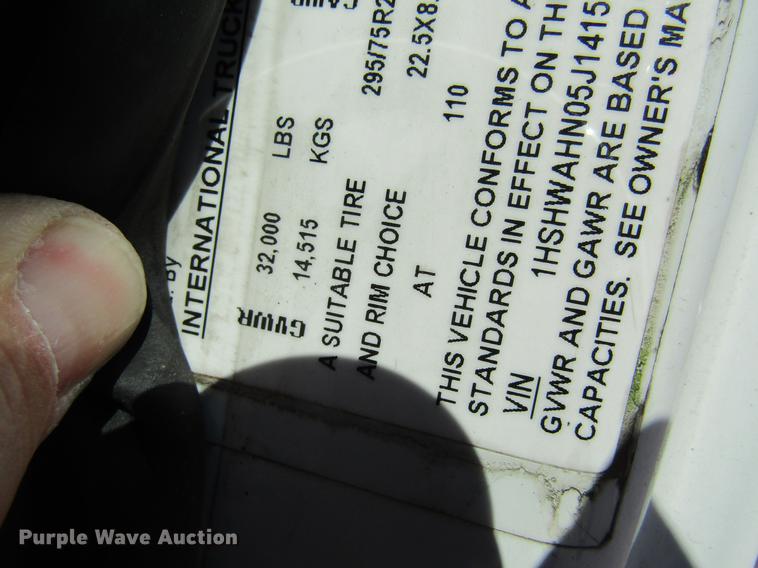 . By
INTERNATIONAL TRUCK
GVWR
32,000 LBS
14,515 KGS
A SUITABLE TIRE
AND RIM CHOICE
295/75R2
22.5X8.
AT 110
THIS VEHICLE CONFORMS TO A
STANDARDS IN EFFECT ON TH
VIN 1HSHWAHN05J1415
GVWR AND GAWR ARE BASED
CAPACITIES. SEE OWNER'S MA
Purple Wave Auction